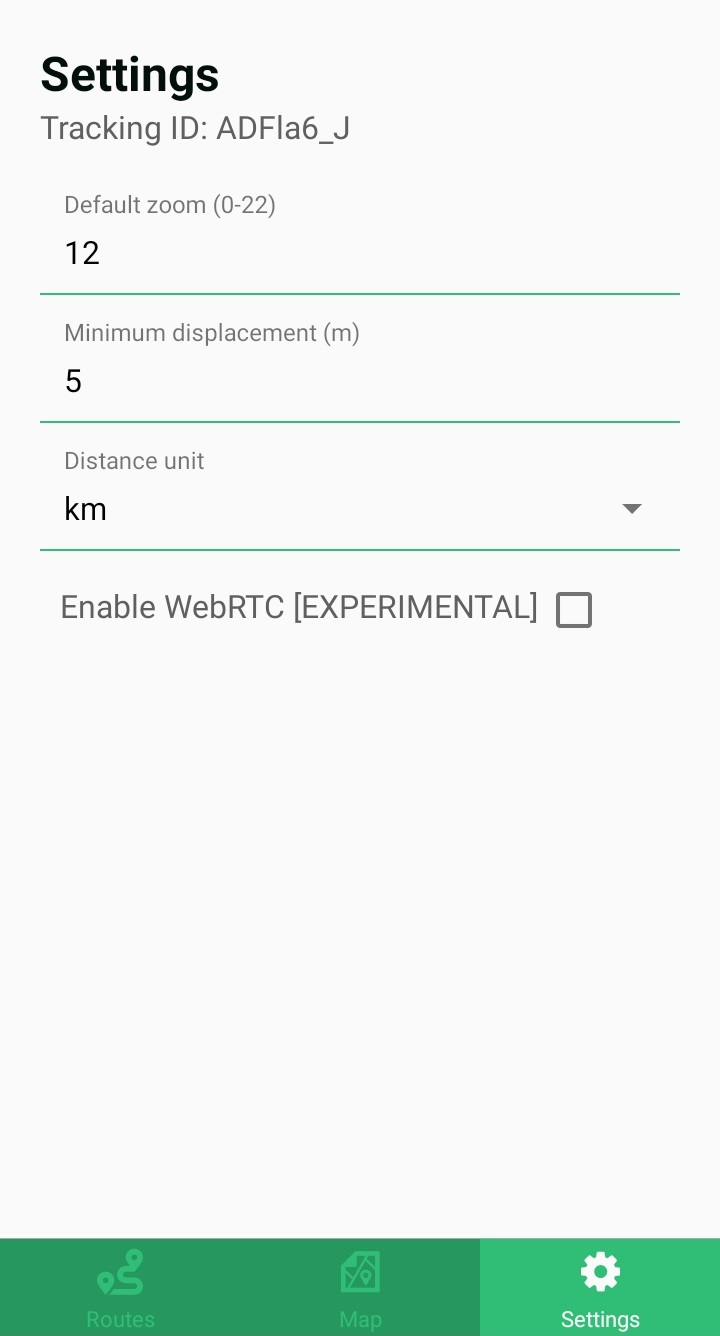 Settings
Tracking ID: ADFla6_J
Default zoom (0-22)
12
Minimum displacement (m)
5
Distance unit
km
Enable WebRTC [EXPERIMENTAL]
Routes
Map
Settings